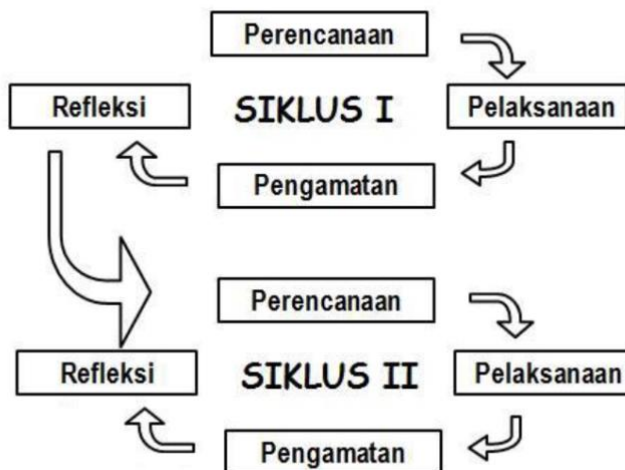 Perencanaan
Refleksi
SIKLUS I
Pelaksanaan
Pengamatan
Perencanaan
Refleksi
SIKLUS II
Pelaksanaan
Pengamatan